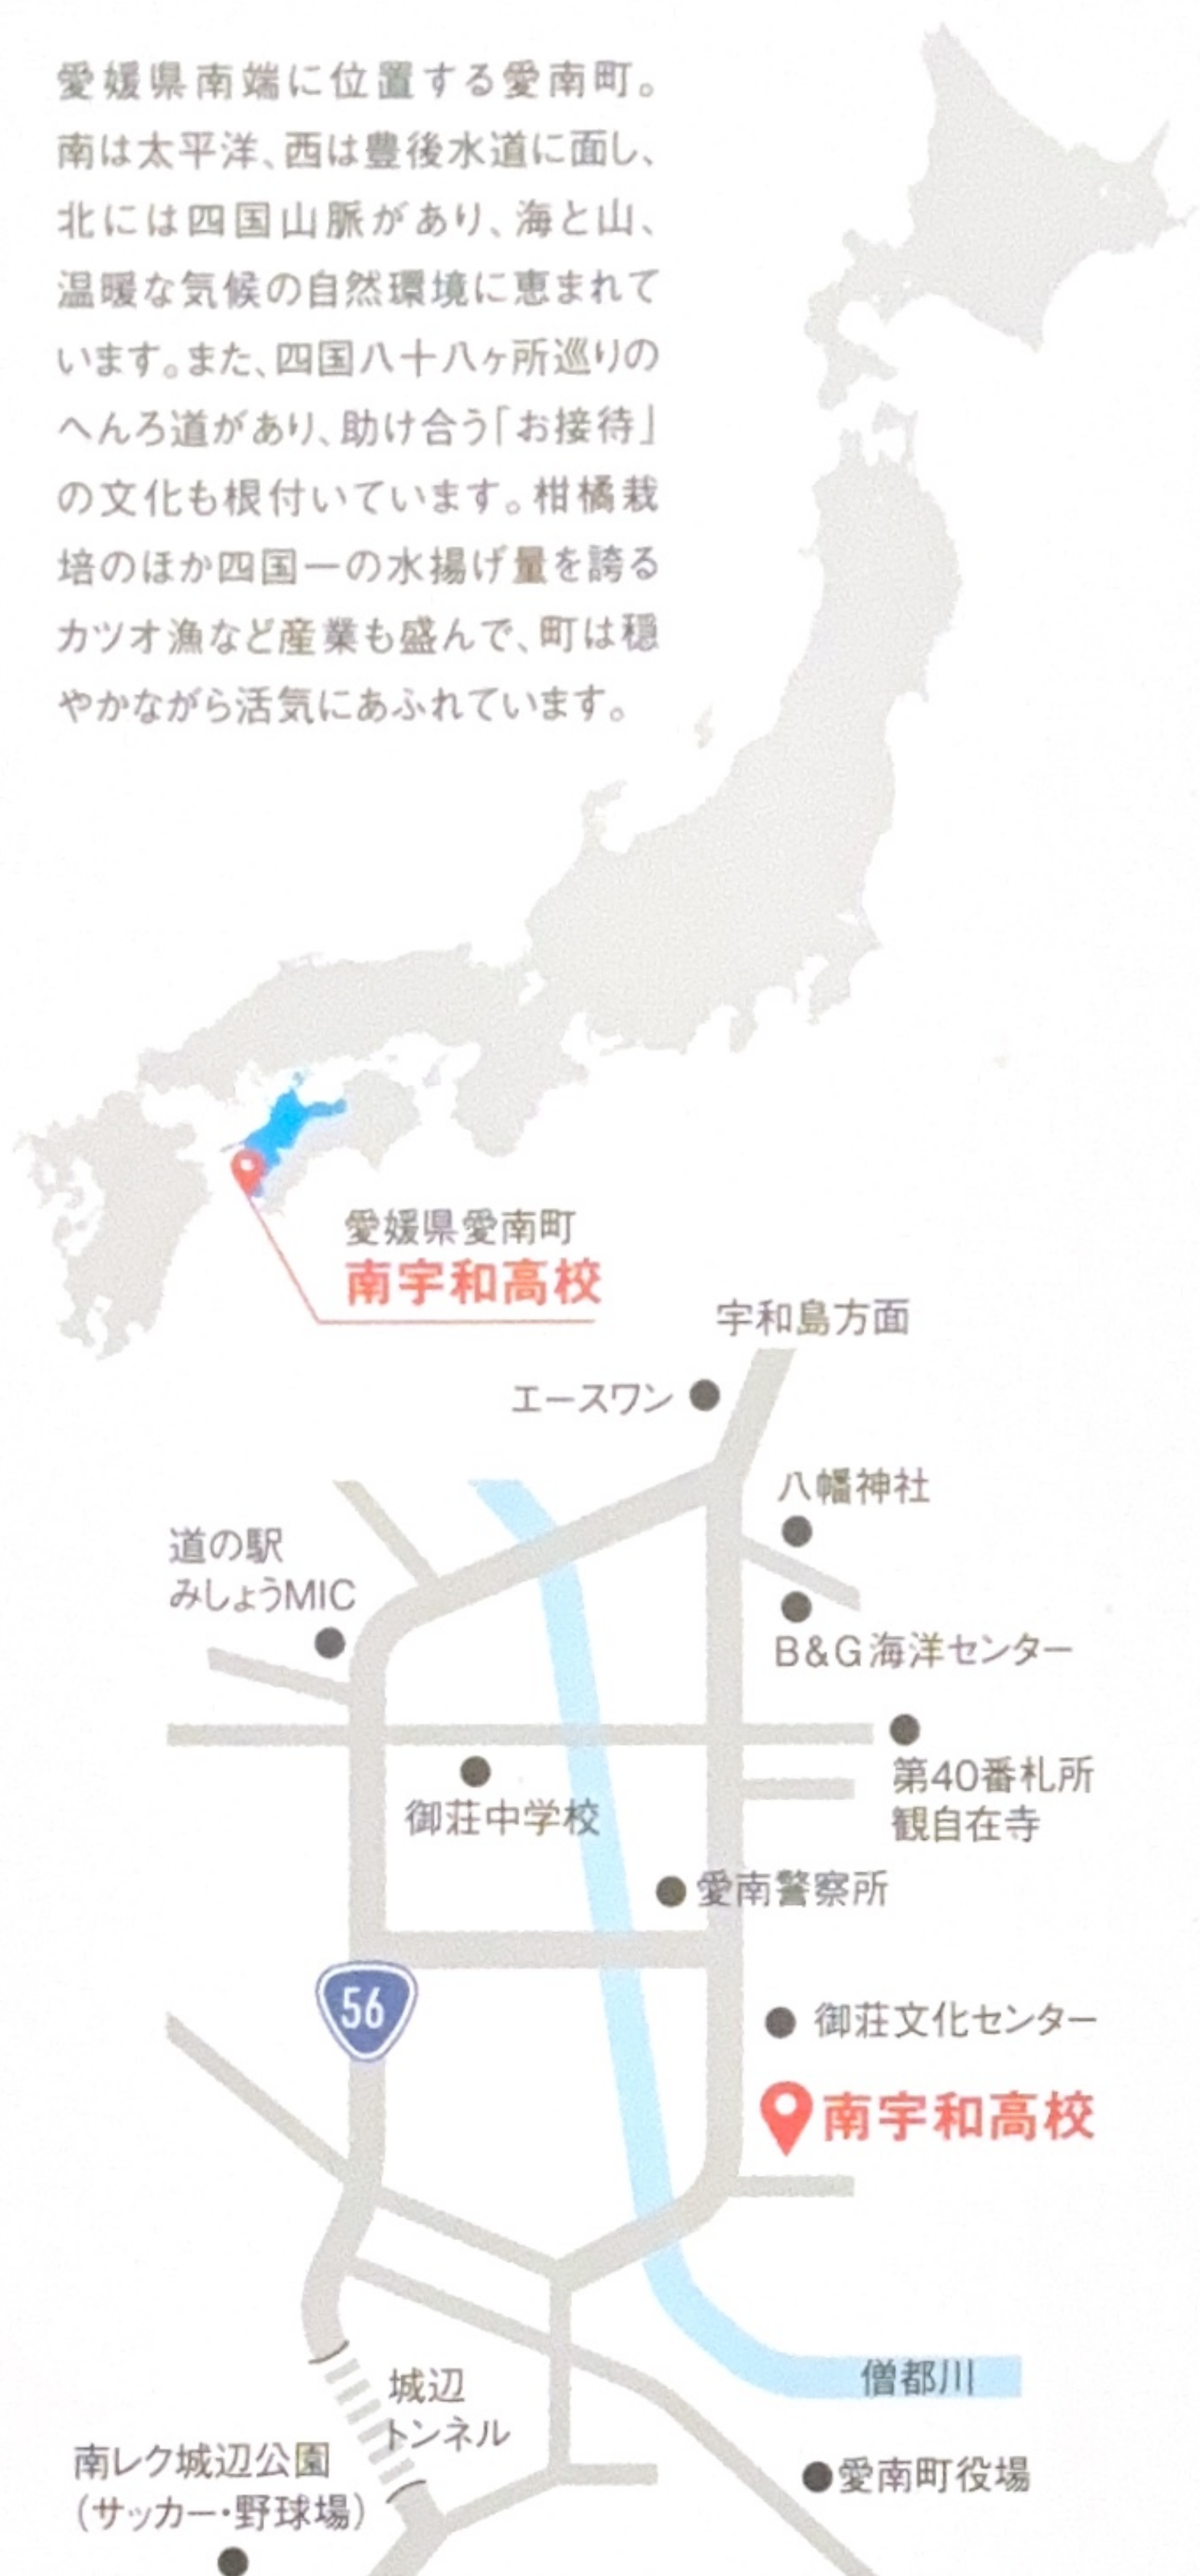 愛媛県南端に位置する愛南町。
南は太平洋、西は豊後水道に面し、
北には四国山脈があり、海と山、
温暖な気候の自然環境に恵まれて
います。また、四国八十八ヶ所巡りの
へんろ道があり、助け合う「お接待」
の文化も根付いています。柑橘栽
培のほか四国一の水揚げ量を誇る
カツオ漁など産業も盛んで、町は穏
やかながら活気にあふれています。
愛媛県愛南町
南宇和高校
宇和島方面
エースワン
八幡神社
道の駅
みしょうMIC
B&G海洋センター
第40番札所
観自在寺
御荘中学校
愛南警察所
56
御荘文化センター
南宇和高校
僧都川
城辺
トンネル
南レク城辺公園
(サッカー・野球場)
愛南町役場